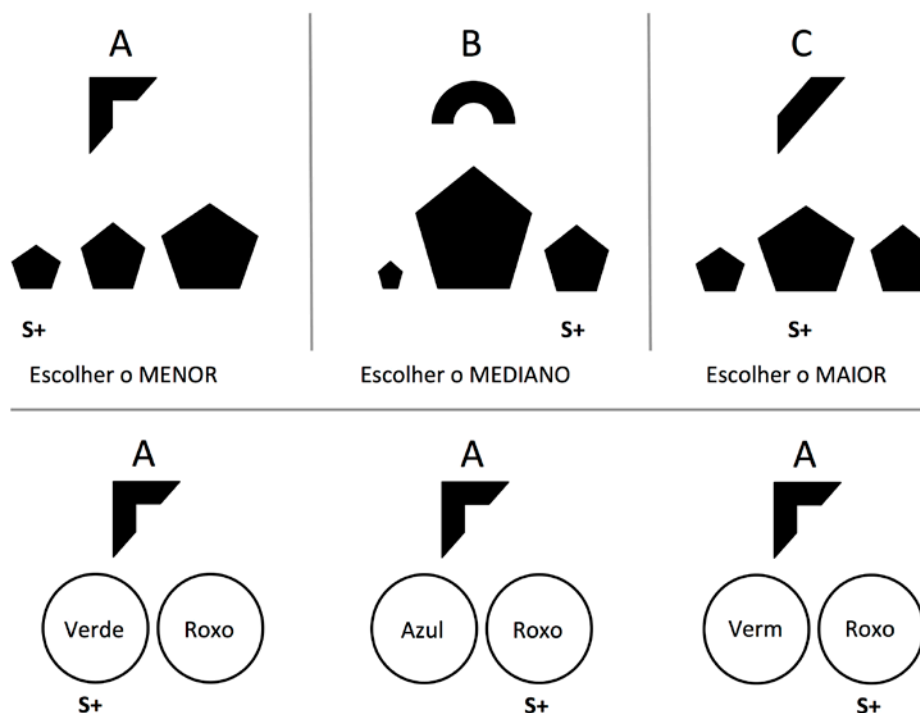 A B C
S+ S+ S+
Escolher o MENOR Escolher o MEDIANO Escolher o MAIOR
A A A
Verde Roxo Azul Roxo Verm Roxo
S+ S+ S+